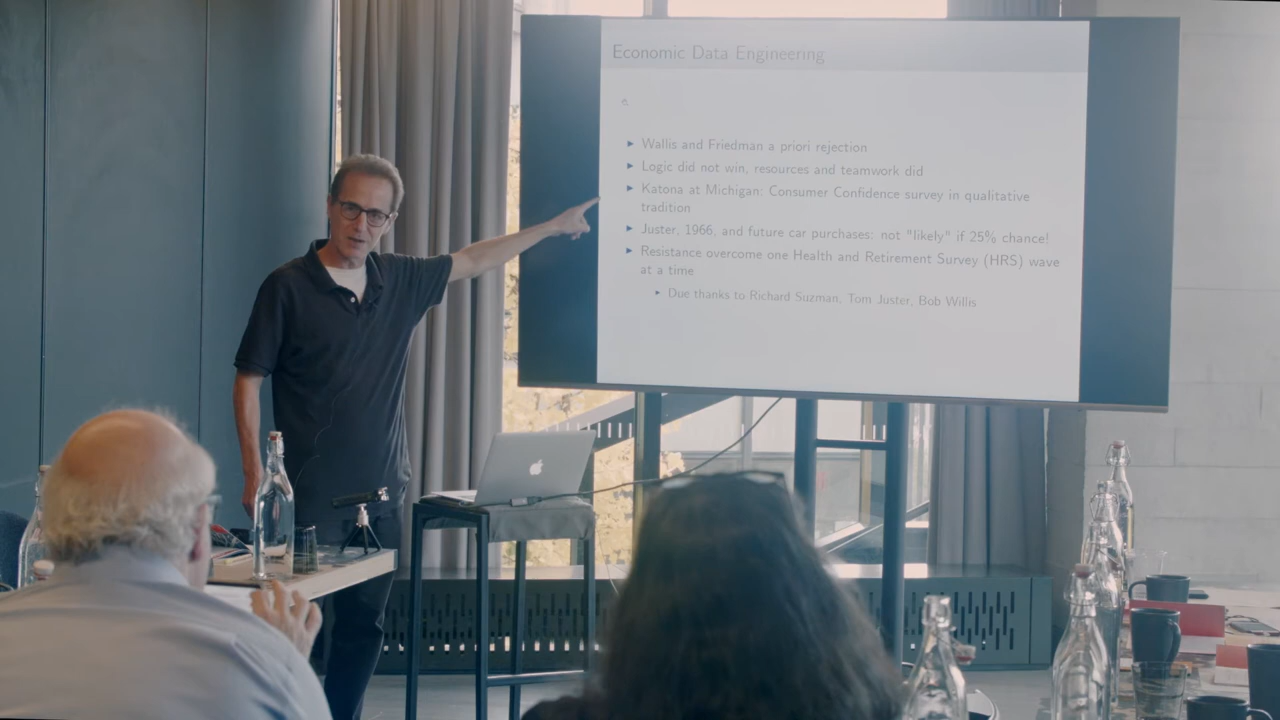 Economic Data Engineering
Wallis and Friedman a priori rejection
Logic did not win, resources and teamwork did
Katona at Michigan: Consumer Confidence survey in qualitative
tradition
Juster, 1966, and future car purchases: not "likely" if 25% chance!
Resistance overcome one Health and Retirement Survey (HRS) wave
at a time
Due thanks to Richard Suzman, Tom Juster, Bob Willis